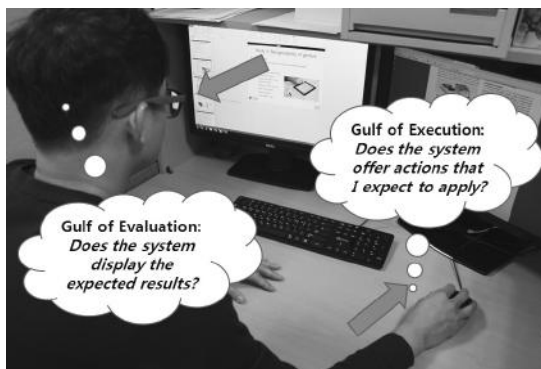 Gulf of Execution:
Does the system
offer actions that
I expect to apply?
Gulf of Evaluation:
Does the system
display the
expected results?